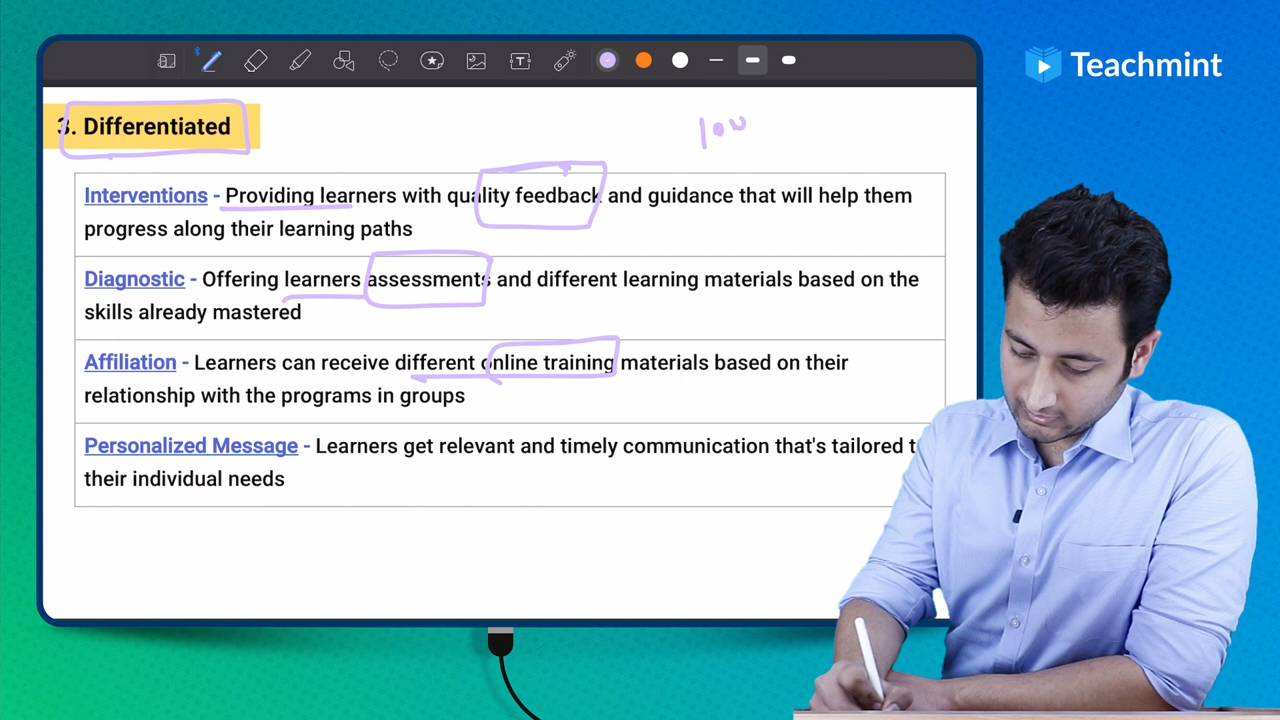 Teachmint
3. Differentiated
Interventions - Providing learners with quality feedback and guidance that will help them
progress along their learning paths
Diagnostic - Offering learners assessments and different learning materials based on the
skills already mastered
Affiliation - Learners can receive different online training materials based on their
relationship with the programs in groups
Personalized Message - Learners get relevant and timely communication that's tailored
their individual needs